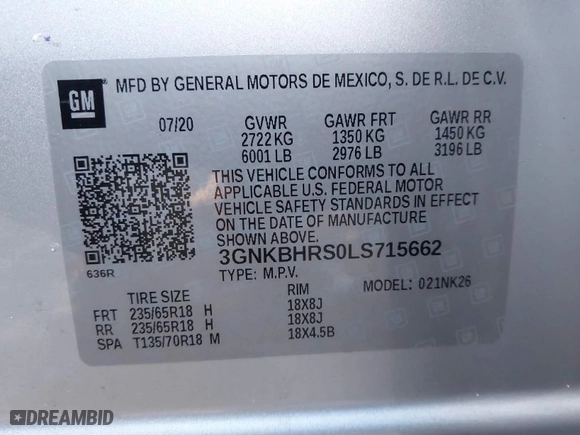 GM
MFD BY GENERAL MOTORS DE MEXICO, S. DE R.L. DE C.V.
07/20 GVWR GAWR FRT GAWR RR
2722 KG 1350 KG 1450 KG
6001 LB 2976 LB 3196 LB
THIS VEHICLE CONFORMS TO ALL
APPLICABLE U.S. FEDERAL MOTOR
VEHICLE SAFETY STANDARDS IN EFFECT
ON THE DATE OF MANUFACTURE
SHOWN ABOVE.
636R
3GNKBHRS0LS715662
TYPE: M.P.V. MODEL: 021NK26
TIRE SIZE RIM
FRT 235/65R18 H 18X8J
RR 235/65R18 H 18X8J
SPA T135/70R18 M 18X4.5B
DREAMBID